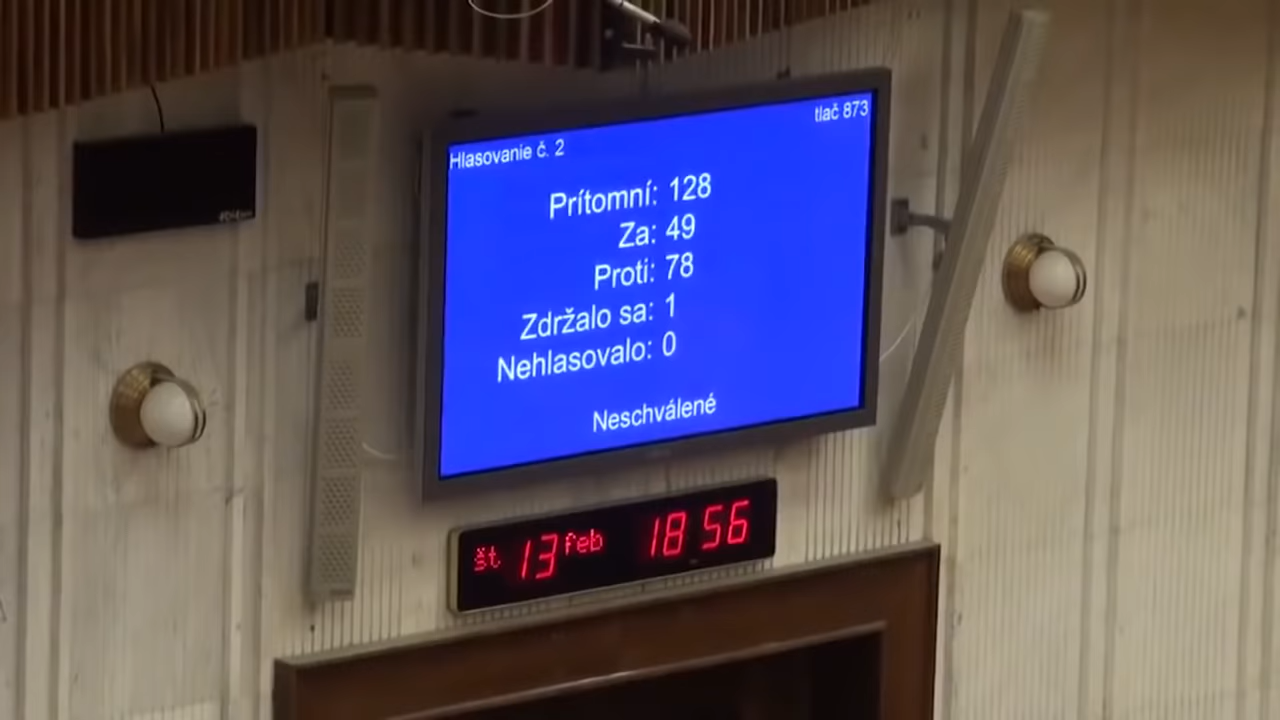 Hlasovanie č. 2
tlač 873
Prítomní: 128
Za: 49
Proti: 78
Zdržalo sa: 1
Nehlasovalo: 0
Neschválené
št 13 feb 18 56